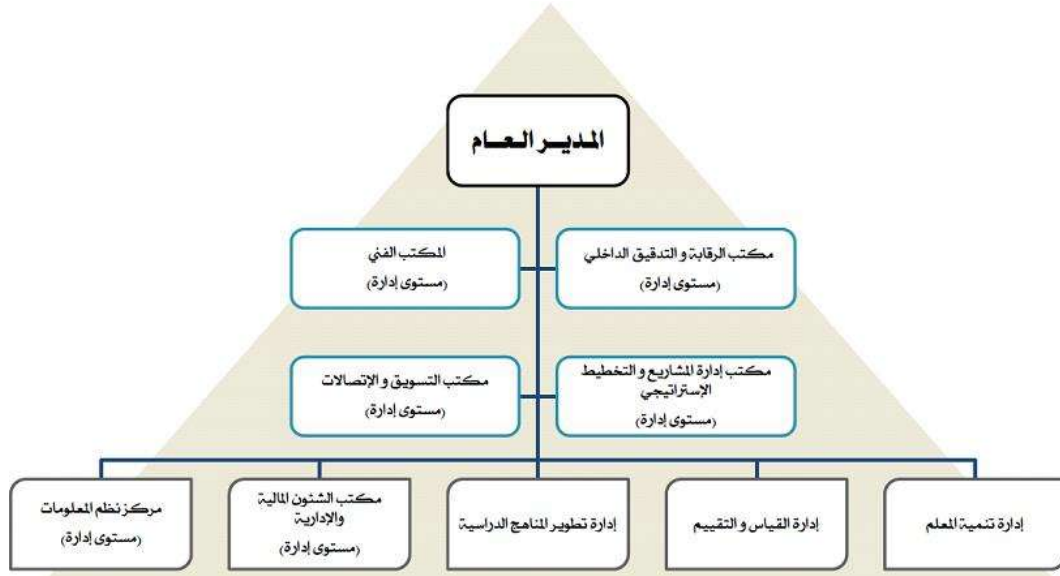 المدير العام
مكتب الرقابة و التدقيق الداخلي
(مستوى إدارة)
المكتب الفني
(مستوى إدارة)
مكتب إدارة المشاريع و التخطيط
الإستراتيجي
(مستوى إدارة)
مكتب التسويق و الإتصالات
(مستوى إدارة)
إدارة تنمية المعلم
إدارة القياس و التقييم
إدارة تطوير المناهج الدراسية
مكتب الشئون المالية
والإدارية
(مستوى إدارة)
مركز نظم المعلومات
(مستوى إدارة)